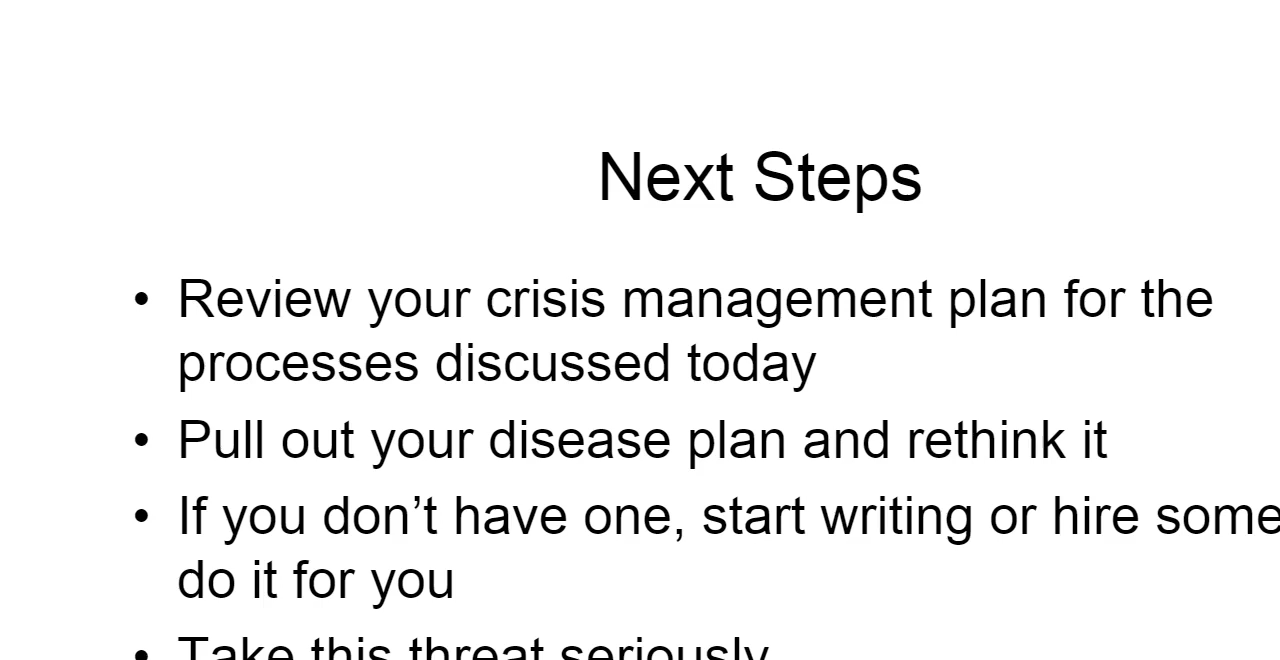 Next Steps
• Review your crisis management plan for the
processes discussed today
• Pull out your disease plan and rethink it
• If you don’t have one, start writing or hire some
do it for you
• Take this threat seriously